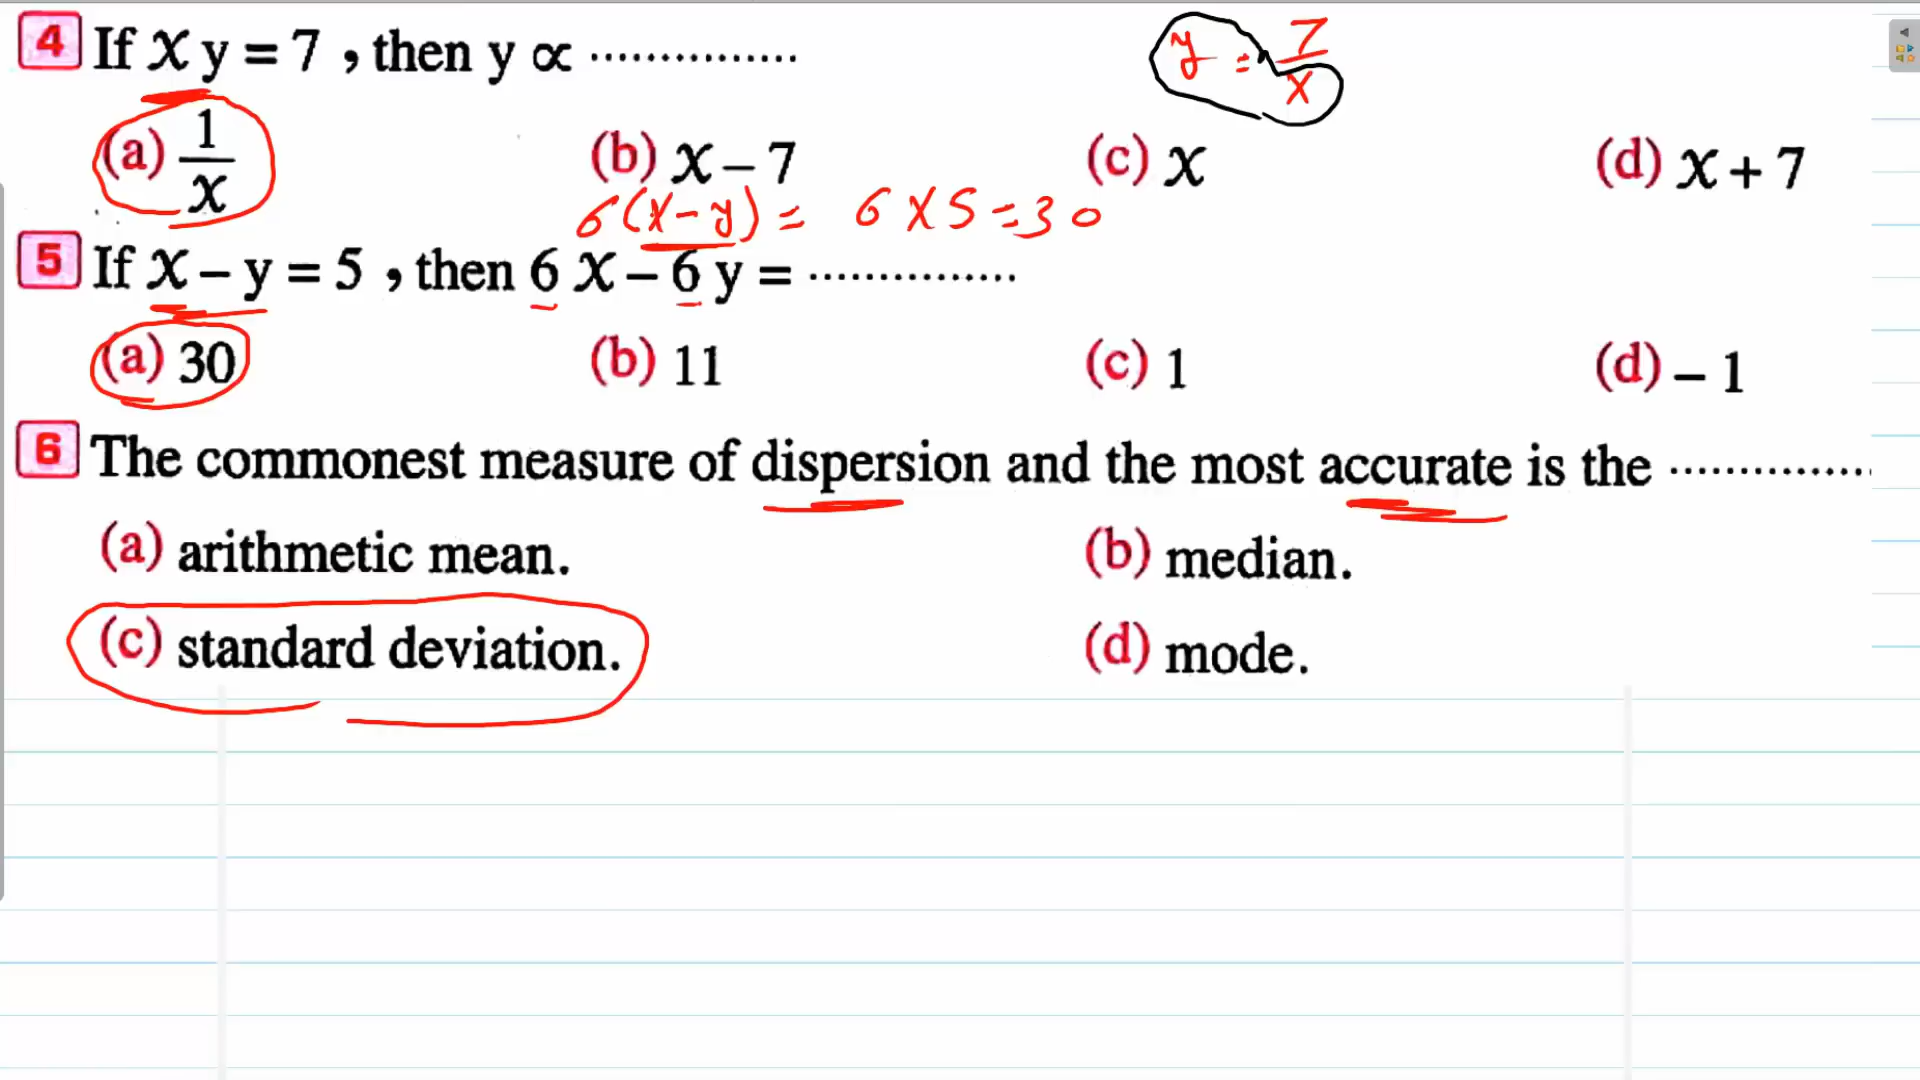 4 If x y = 7 , then y ∝ ...............
y = 7/x
(a) 1/x (b) x – 7 (c) x (d) x + 7
6 (x – y) = 6 × 5 = 30
5 If x – y = 5 , then 6 x – 6 y = ...............
(a) 30 (b) 11 (c) 1 (d) – 1
6 The commonest measure of dispersion and the most accurate is the ...............
(a) arithmetic mean. (b) median.
(c) standard deviation. (d) mode.